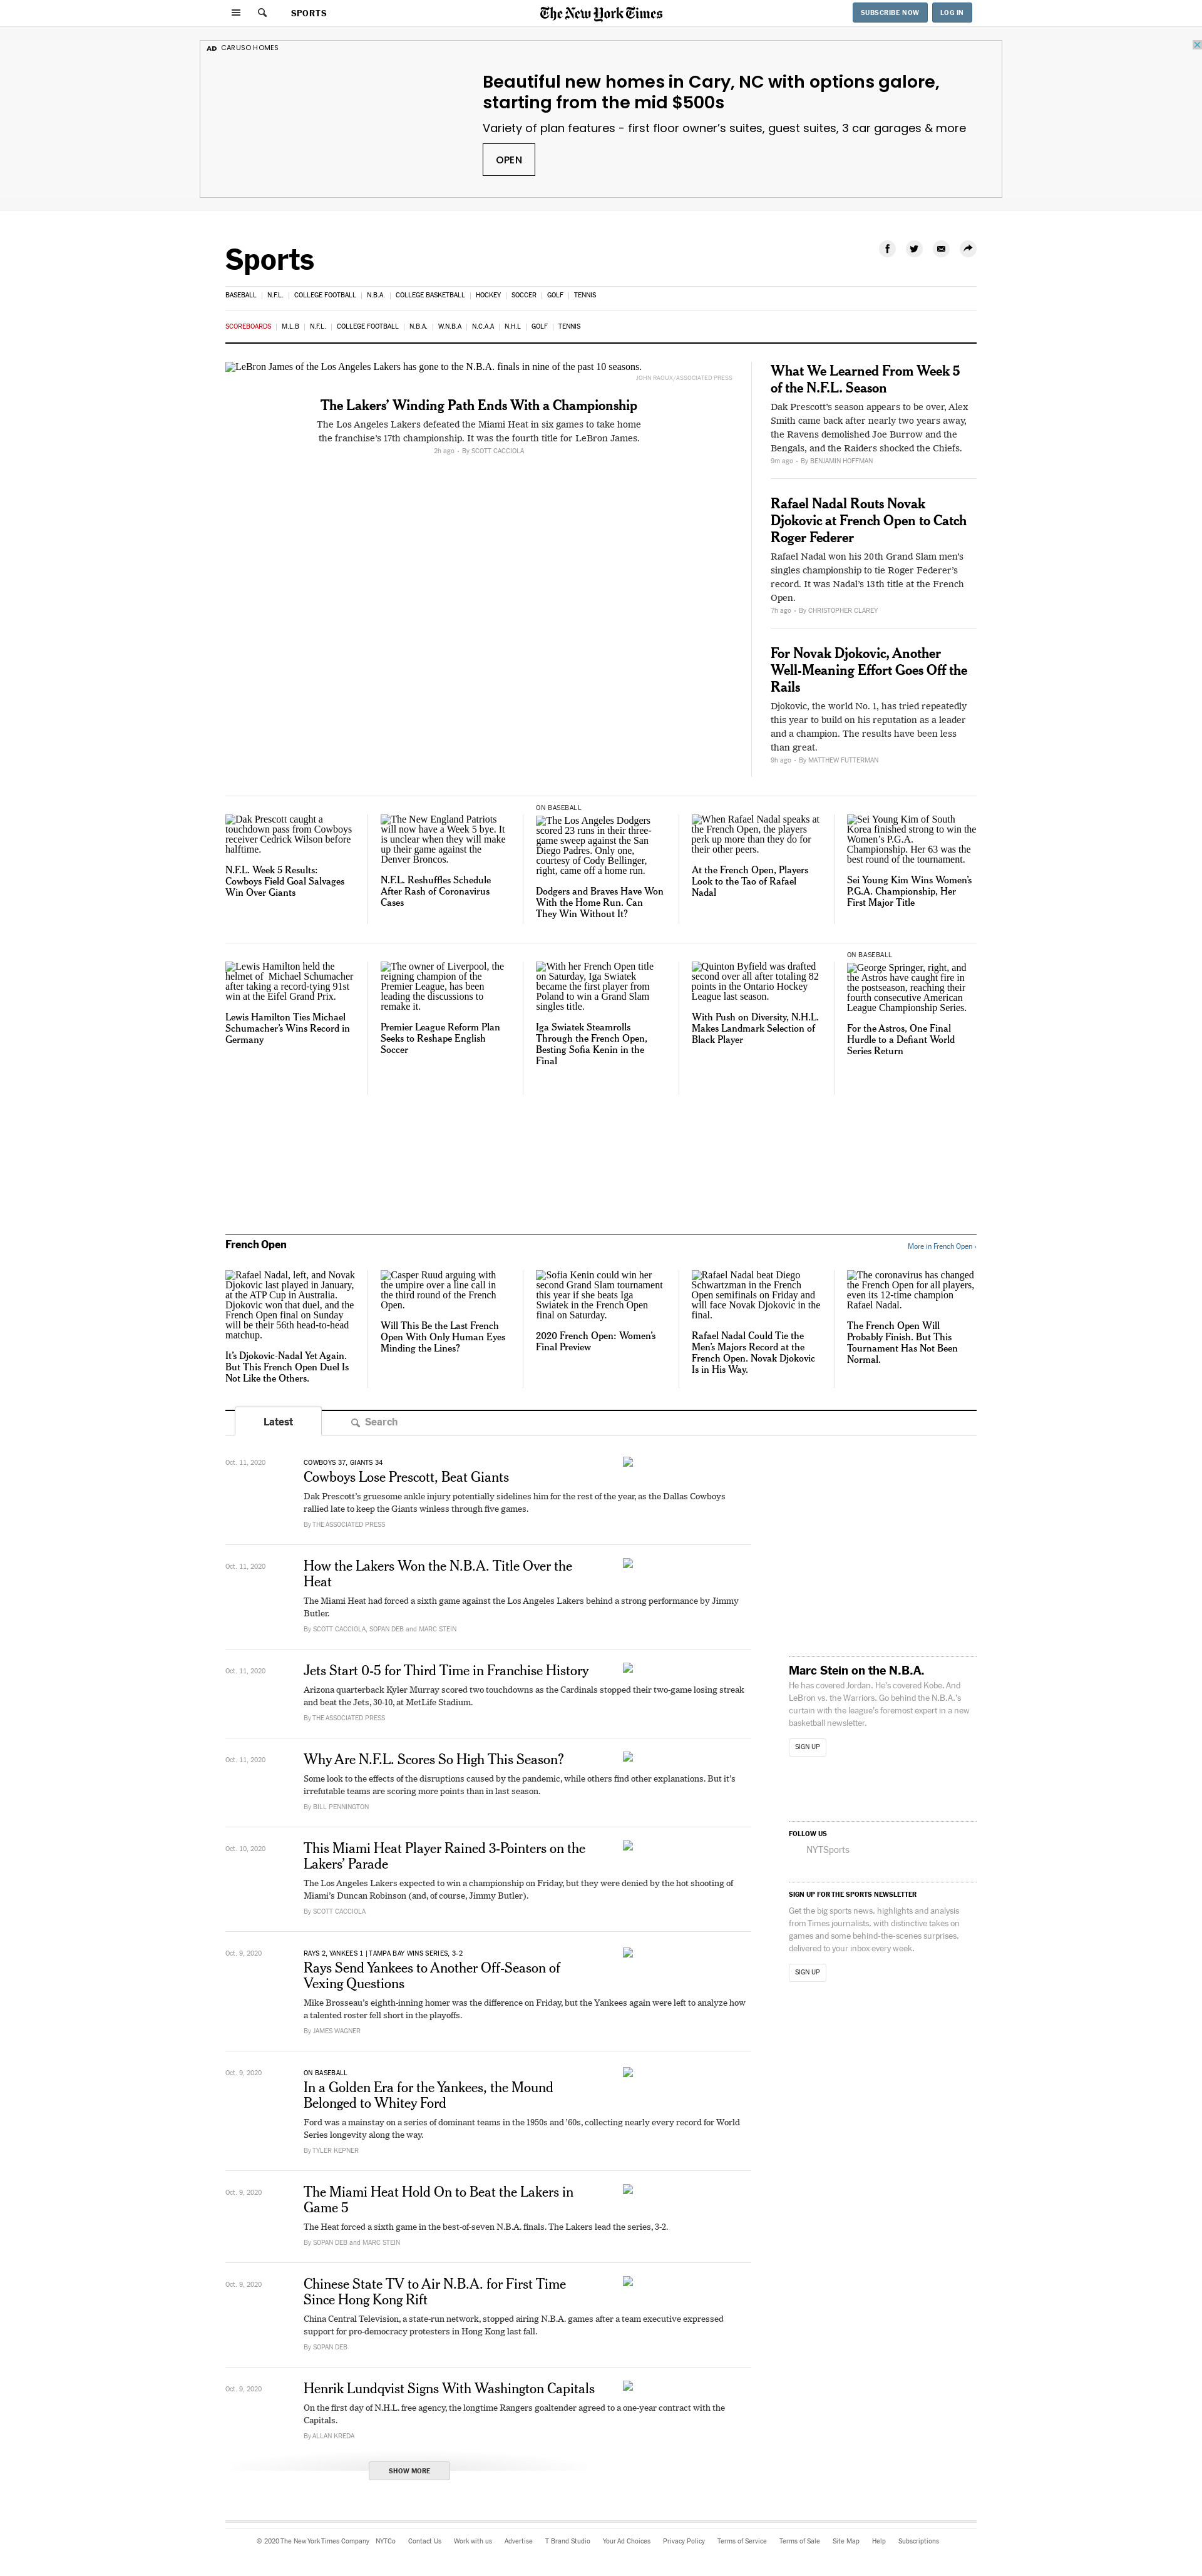 SPORTS
The New York Times
SUBSCRIBE NOW
LOG IN
AD CARUSO HOMES
Beautiful new homes in Cary, NC with options galore,
starting from the mid $500s
Variety of plan features - first floor owner's suites, guest suites, 3 car garages & more
OPEN
Sports
BASEBALL | N.F.L. | COLLEGE FOOTBALL | N.B.A. | COLLEGE BASKETBALL | HOCKEY | SOCCER | GOLF | TENNIS
SCOREBOARDS | M.L.B | N.F.L. | COLLEGE FOOTBALL | N.B.A. | W.N.B.A | N.C.A.A | N.H.L | GOLF | TENNIS
LeBron James of the Los Angeles Lakers has gone to the N.B.A. finals in nine of the past 10 seasons.
JOHN RAOUX/ASSOCIATED PRESS
The Lakers' Winding Path Ends With a Championship
The Los Angeles Lakers defeated the Miami Heat in six games to take home
the franchise's 17th championship. It was the fourth title for LeBron James.
2h ago • By SCOTT CACCIOLA
What We Learned From Week 5
of the N.F.L. Season
Dak Prescott's season appears to be over, Alex
Smith came back after nearly two years away,
the Ravens demolished Joe Burrow and the
Bengals, and the Raiders shocked the Chiefs.
9m ago • By BENJAMIN HOFFMAN
Rafael Nadal Routs Novak
Djokovic at French Open to Catch
Roger Federer
Rafael Nadal won his 20th Grand Slam men's
singles championship to tie Roger Federer's
record. It was Nadal's 13th title at the French
Open.
7h ago • By CHRISTOPHER CLAREY
For Novak Djokovic, Another
Well-Meaning Effort Goes Off the
Rails
Djokovic, the world No. 1, has tried repeatedly
this year to build on his reputation as a leader
and a champion. The results have been less
than great.
9h ago • By MATTHEW FUTTERMAN
Dak Prescott caught a
touchdown pass from Cowboys
receiver Cedrick Wilson before
halftime.
N.F.L. Week 5 Results:
Cowboys Field Goal Salvages
Win Over Giants
The New England Patriots
will now have a Week 5 bye. It
is unclear when they will make
up their game against the
Denver Broncos.
N.F.L. Reshuffles Schedule
After Rash of Coronavirus
Cases
ON BASEBALL
The Los Angeles Dodgers
scored 23 runs in their three-
game sweep against the San
Diego Padres. Only one,
courtesy of Cody Bellinger,
right, came off a home run.
Dodgers and Braves Have Won
With the Home Run. Can
They Win Without It?
When Rafael Nadal speaks at
the French Open, the players
perk up more than they do for
their other peers.
At the French Open, Players
Look to the Tao of Rafael
Nadal
Sei Young Kim of South
Korea finished strong to win the
Women's P.G.A.
Championship. Her 63 was the
best round of the tournament.
Sei Young Kim Wins Women's
P.G.A. Championship, Her
First Major Title
Lewis Hamilton held the
helmet of Michael Schumacher
after taking a record-tying 91st
win at the Eifel Grand Prix.
Lewis Hamilton Ties Michael
Schumacher's Wins Record in
Germany
The owner of Liverpool, the
reigning champion of the
Premier League, has been
leading the discussions to
remake it.
Premier League Reform Plan
Seeks to Reshape English
Soccer
With her French Open title
on Saturday, Iga Swiatek
became the first player from
Poland to win a Grand Slam
singles title.
Iga Swiatek Steamrolls
Through the French Open,
Besting Sofia Kenin in the
Final
Quinton Byfield was drafted
second over all after totaling 82
points in the Ontario Hockey
League last season.
With Push on Diversity, N.H.L.
Makes Landmark Selection of
Black Player
ON BASEBALL
George Springer, right, and
the Astros have caught fire in
the postseason, reaching their
fourth consecutive American
League Championship Series.
For the Astros, One Final
Hurdle to a Defiant World
Series Return
French Open
More in French Open ›
Rafael Nadal, left, and Novak
Djokovic last played in January,
at the ATP Cup in Australia.
Djokovic won that duel, and the
French Open final on Sunday
will be their 56th head-to-head
matchup.
It's Djokovic-Nadal Yet Again.
But This French Open Duel Is
Not Like the Others.
Casper Ruud arguing with
the umpire over a line call in
the third round of the French
Open.
Will This Be the Last French
Open With Only Human Eyes
Minding the Lines?
Sofia Kenin could win her
second Grand Slam tournament
this year if she beats Iga
Swiatek in the French Open
final on Saturday.
2020 French Open: Women's
Final Preview
Rafael Nadal beat Diego
Schwartzman in the French
Open semifinals on Friday and
will face Novak Djokovic in the
final.
Rafael Nadal Could Tie the
Men's Majors Record at the
French Open. Novak Djokovic
Is in His Way.
The coronavirus has changed
the French Open for all players,
even its 12-time champion
Rafael Nadal.
The French Open Will
Probably Finish. But This
Tournament Has Not Been
Normal.
Latest
Search
Oct. 11, 2020
COWBOYS 37, GIANTS 34
Cowboys Lose Prescott, Beat Giants
Dak Prescott's gruesome ankle injury potentially sidelines him for the rest of the year, as the Dallas Cowboys
rallied late to keep the Giants winless through five games.
By THE ASSOCIATED PRESS
Oct. 11, 2020
How the Lakers Won the N.B.A. Title Over the
Heat
The Miami Heat had forced a sixth game against the Los Angeles Lakers behind a strong performance by Jimmy
Butler.
By SCOTT CACCIOLA, SOPAN DEB and MARC STEIN
Oct. 11, 2020
Jets Start 0-5 for Third Time in Franchise History
Arizona quarterback Kyler Murray scored two touchdowns as the Cardinals stopped their two-game losing streak
and beat the Jets, 30-10, at MetLife Stadium.
By THE ASSOCIATED PRESS
Oct. 11, 2020
Why Are N.F.L. Scores So High This Season?
Some look to the effects of the disruptions caused by the pandemic, while others find other explanations. But it's
irrefutable teams are scoring more points than in last season.
By BILL PENNINGTON
Oct. 10, 2020
This Miami Heat Player Rained 3-Pointers on the
Lakers' Parade
The Los Angeles Lakers expected to win a championship on Friday, but they were denied by the hot shooting of
Miami's Duncan Robinson (and, of course, Jimmy Butler).
By SCOTT CACCIOLA
Oct. 9, 2020
RAYS 2, YANKEES 1 | TAMPA BAY WINS SERIES, 3-2
Rays Send Yankees to Another Off-Season of
Vexing Questions
Mike Brosseau's eighth-inning homer was the difference on Friday, but the Yankees again were left to analyze how
a talented roster fell short in the playoffs.
By JAMES WAGNER
Oct. 9, 2020
ON BASEBALL
In a Golden Era for the Yankees, the Mound
Belonged to Whitey Ford
Ford was a mainstay on a series of dominant teams in the 1950s and '60s, collecting nearly every record for World
Series longevity along the way.
By TYLER KEPNER
Oct. 9, 2020
The Miami Heat Hold On to Beat the Lakers in
Game 5
The Heat forced a sixth game in the best-of-seven N.B.A. finals. The Lakers lead the series, 3-2.
By SOPAN DEB and MARC STEIN
Oct. 9, 2020
Chinese State TV to Air N.B.A. for First Time
Since Hong Kong Rift
China Central Television, a state-run network, stopped airing N.B.A. games after a team executive expressed
support for pro-democracy protesters in Hong Kong last fall.
By SOPAN DEB
Oct. 9, 2020
Henrik Lundqvist Signs With Washington Capitals
On the first day of N.H.L. free agency, the longtime Rangers goaltender agreed to a one-year contract with the
Capitals.
By ALLAN KREDA
SHOW MORE
Marc Stein on the N.B.A.
He has covered Jordan. He's covered Kobe. And
LeBron vs. the Warriors. Go behind the N.B.A.'s
curtain with the league's foremost expert in a new
basketball newsletter.
SIGN UP
FOLLOW US
NYTSports
SIGN UP FOR THE SPORTS NEWSLETTER
Get the big sports news, highlights and analysis
from Times journalists, with distinctive takes on
games and some behind-the-scenes surprises,
delivered to your inbox every week.
SIGN UP
© 2020 The New York Times Company NYTCo Contact Us Work with us Advertise T Brand Studio Your Ad Choices Privacy Policy Terms of Service Terms of Sale Site Map Help Subscriptions